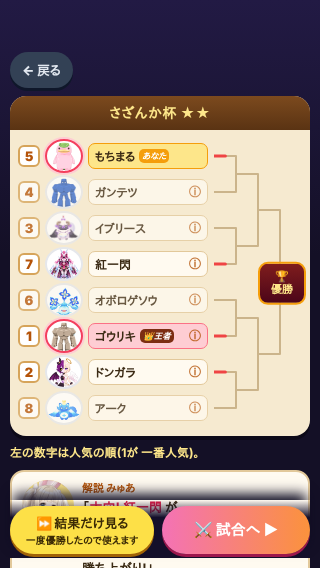 ← 戻る
さざんか杯 ★★
5 もちまる あなた
4 ガンテツ ⓘ
3 イブリース ⓘ
7 紅一閃 ⓘ
6 オボロゲソウ ⓘ
1 ゴウリキ 👑王者 ⓘ
2 ドンガラ ⓘ
8 アーク ⓘ
🏆
優勝
左の数字は人気の順(1が 一番人気)。
解説 みゅあ
紅一閃 が
⏩ 結果だけ見る
一度優勝したので使えます
⚔️ 試合へ ▶